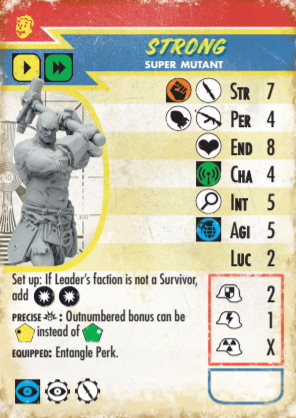 STRONG
SUPER MUTANT
STR 7
PER 4
END 8
CHA 4
INT 5
AGI 5
LUC 2
Set up: If Leader's faction is not a Survivor,
add
PRECISE : Outnumbered bonus can be
instead of
EQUIPPED: Entangle Perk.
2
1
X